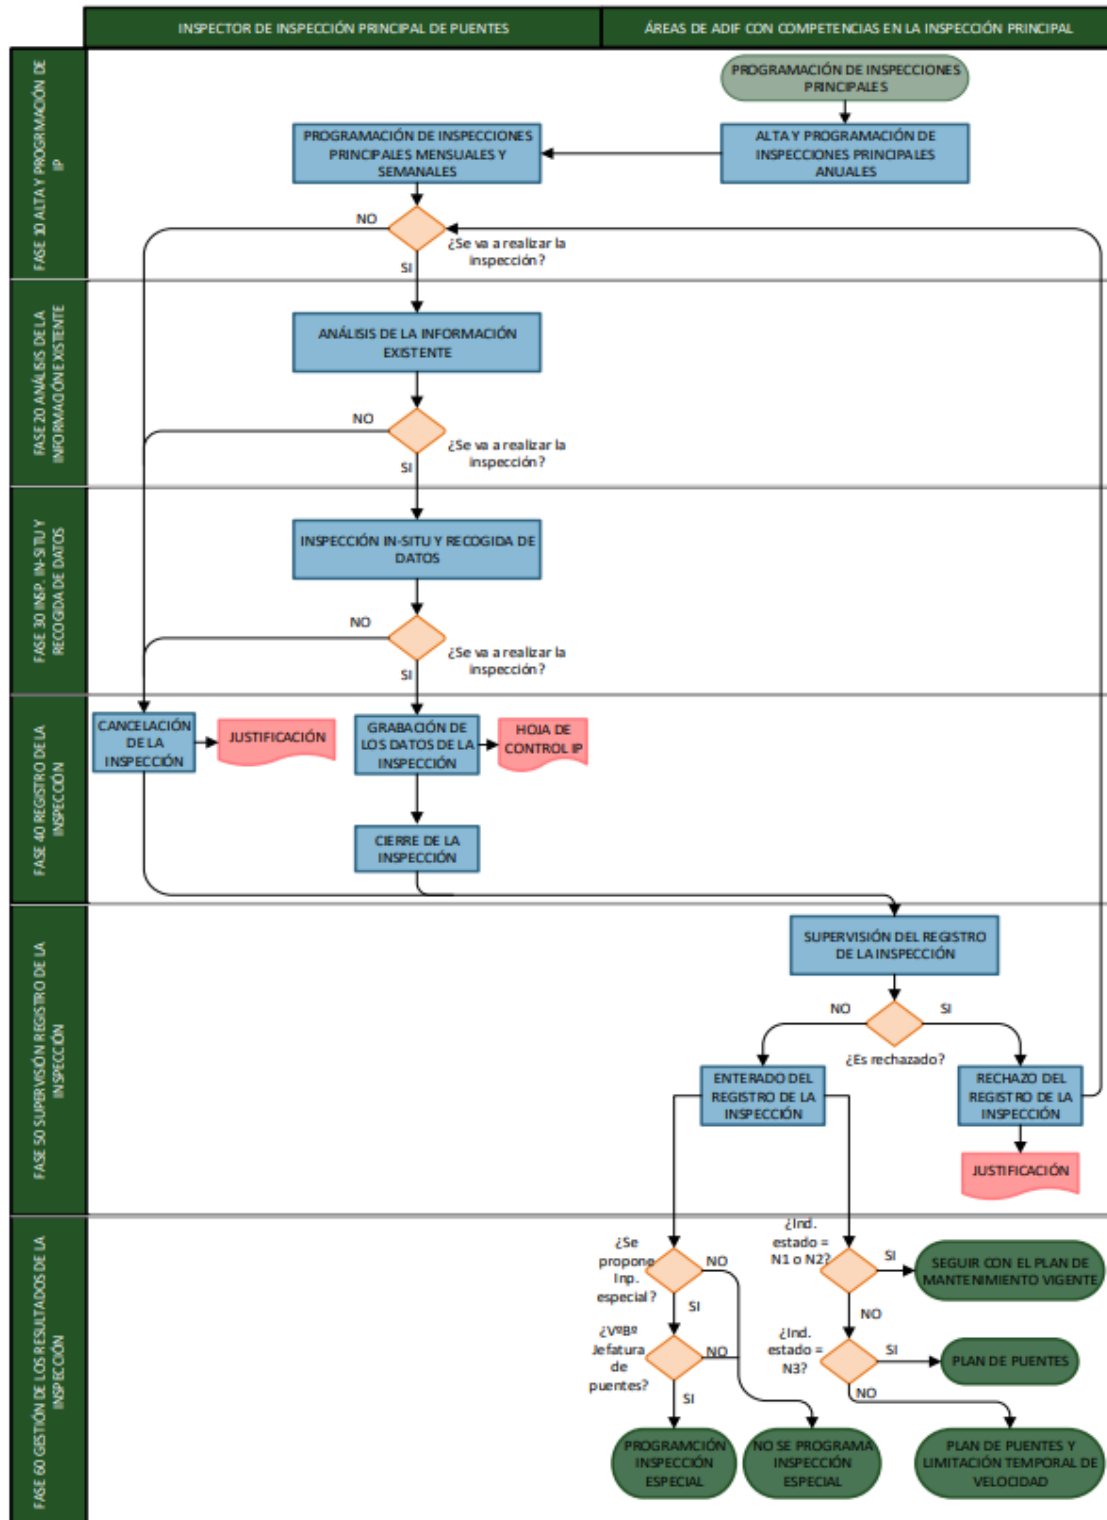 INSPECTOR DE INSPECCIÓN PRINCIPAL DE PUENTES
ÁREAS DE ADIF CON COMPETENCIAS EN LA INSPECCIÓN PRINCIPAL
FASE 10 ALTA Y PROGRMACIÓN DE
IP
PROGRAMACIÓN DE INSPECCIONES
PRINCIPALES
PROGRAMACIÓN DE INSPECCIONES
PRINCIPALES MENSUALES Y
SEMANALES
ALTA Y PROGRAMACIÓN DE
INSPECCIONES PRINCIPALES
ANUALES
NO
¿Se va a realizar la
inspección?
SI
FASE 20 ANÁLISIS DE LA
INFORMACIÓN EXISTENTE
ANÁLISIS DE LA INFORMACIÓN
EXISTENTE
NO
¿Se va a realizar la
inspección?
SI
FASE 30 INSP. IN-SITU Y
RECOGIDA DE DATOS
INSPECCIÓN IN-SITU Y RECOGIDA DE
DATOS
NO
¿Se va a realizar la
inspección?
SI
FASE 40 REGISTRO DE LA
INSPECCIÓN
CANCELACIÓN
DE LA
INSPECCIÓN
JUSTIFICACIÓN
GRABACIÓN DE
LOS DATOS DE LA
INSPECCIÓN
HOJA DE
CONTROL IP
CIERRE DE LA
INSPECCIÓN
FASE 50 SUPERVISIÓN REGISTRO DE LA
INSPECCIÓN
SUPERVISIÓN DEL REGISTRO
DE LA INSPECCIÓN
NO
SI
¿Es rechazado?
ENTERADO DEL
REGISTRO DE LA
INSPECCIÓN
RECHAZO DEL
REGISTRO DE LA
INSPECCIÓN
JUSTIFICACIÓN
FASE 60 GESTIÓN DE LOS RESULTADOS DE LA
INSPECCIÓN
¿Se
propone
Inp.
especial?
NO
SI
¿Ind.
estado =
N1 o N2?
SI
NO
SEGUIR CON EL PLAN DE
MANTENIMIENTO VIGENTE
¿VºBº
Jefatura
de
puentes?
NO
SI
¿Ind.
estado =
N3?
SI
NO
PLAN DE PUENTES
PROGRAMCIÓN
INSPECCIÓN
ESPECIAL
NO SE PROGRAMA
INSPECCIÓN
ESPECIAL
PLAN DE PUENTES Y
LIMITACIÓN TEMPORAL DE
VELOCIDAD